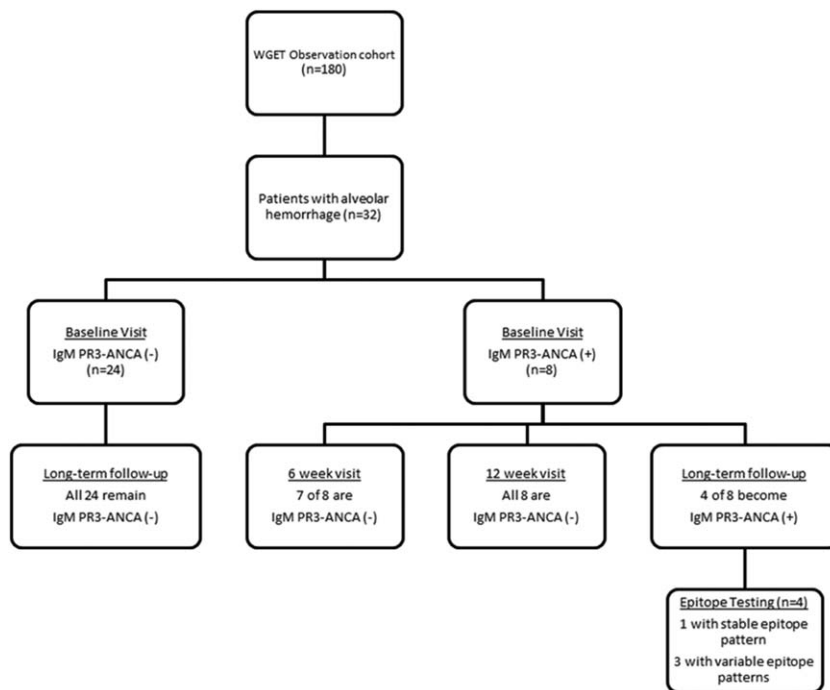 WGET Observation cohort
(n=180)
Patients with alveolar
hemorrhage (n=32)
Baseline Visit
IgM PR3-ANCA (-)
(n=24)
Baseline Visit
IgM PR3-ANCA (+)
(n=8)
Long-term follow-up
All 24 remain
IgM PR3-ANCA (-)
6 week visit
7 of 8 are
IgM PR3-ANCA (-)
12 week visit
All 8 are
IgM PR3-ANCA (-)
Long-term follow-up
4 of 8 become
IgM PR3-ANCA (+)
Epitope Testing (n=4)
1 with stable epitope
pattern
3 with variable epitope
patterns